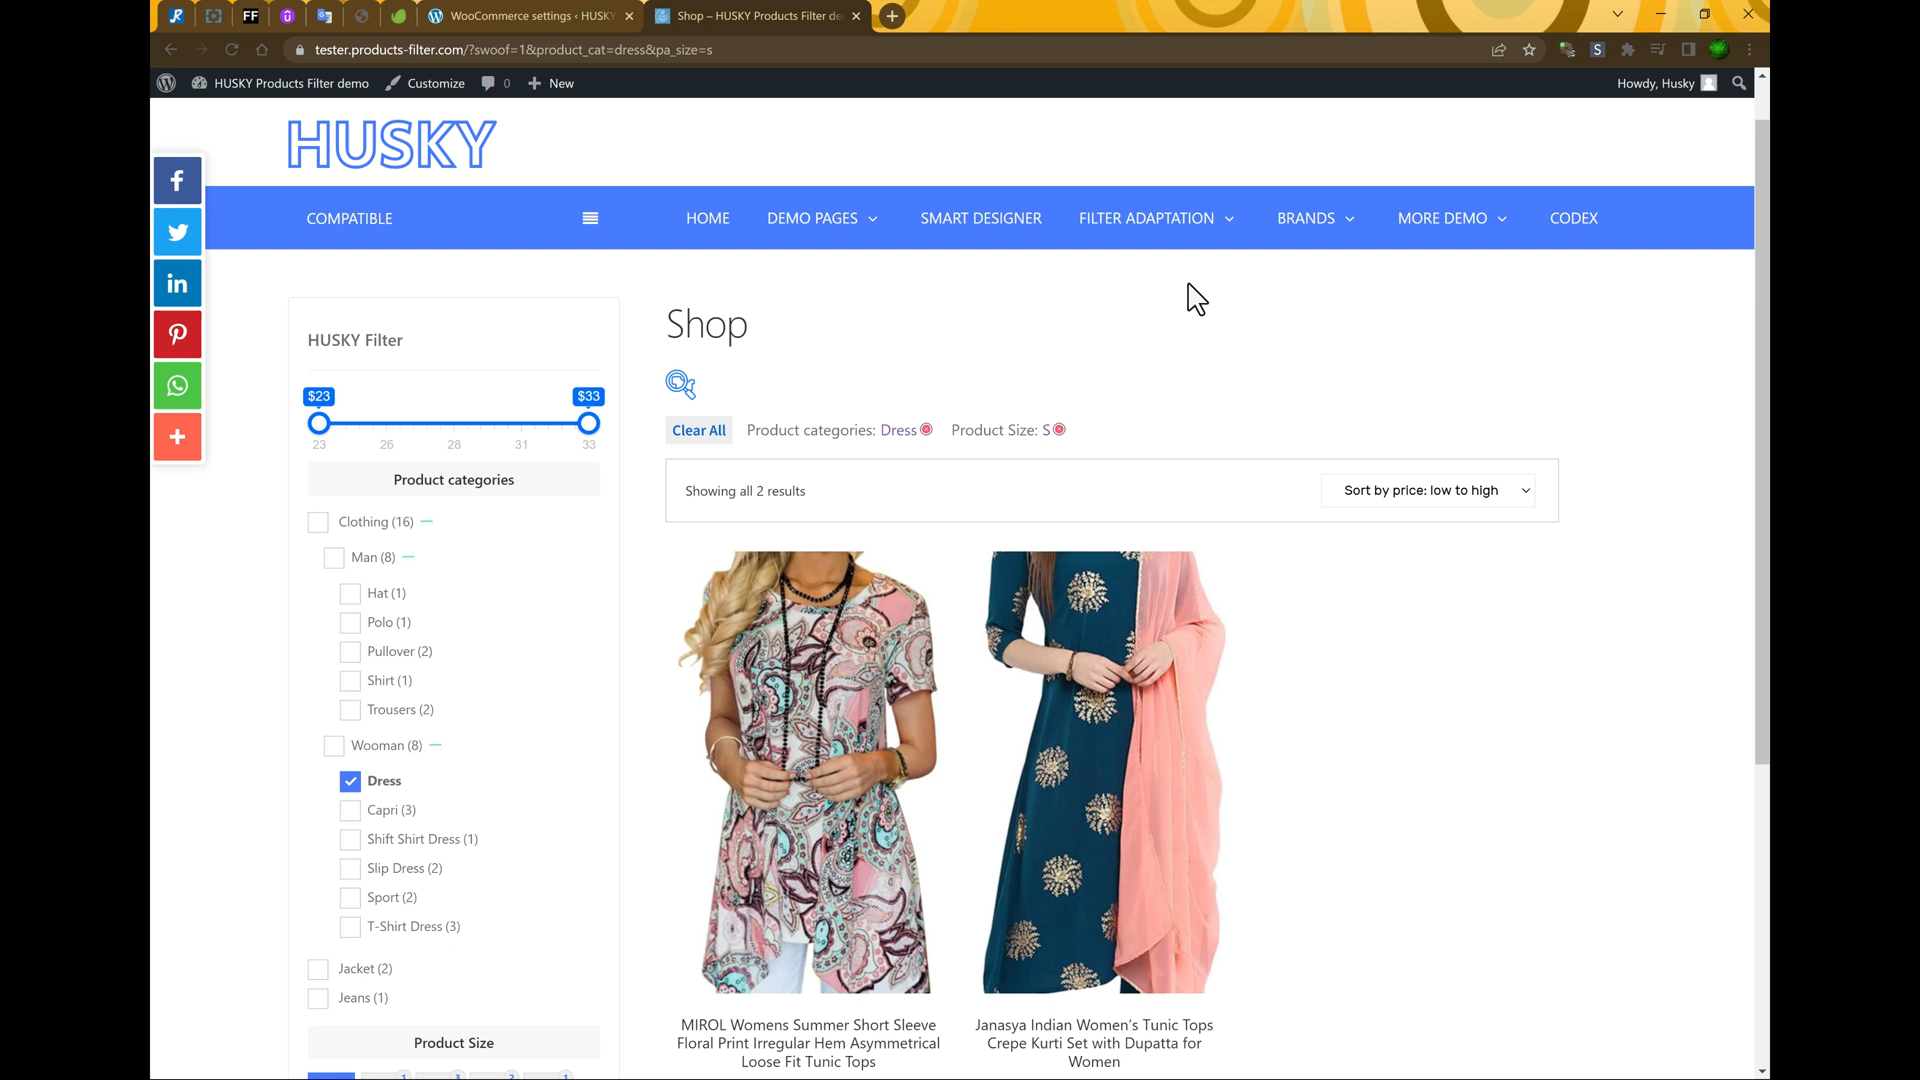 FF
WooCommerce settings ‹ HUSKY
Shop – HUSKY Products Filter de
tester.products-filter.com/?swoof=1&product_cat=dress&pa_size=s
S
HUSKY Products Filter demo
Customize
0
New
Howdy, Husky
HUSKY
COMPATIBLE
HOME
DEMO PAGES
SMART DESIGNER
FILTER ADAPTATION
BRANDS
MORE DEMO
CODEX
HUSKY Filter
$23
$33
23
26
28
31
33
Product categories
Clothing (16)
Man (8)
Hat (1)
Polo (1)
Pullover (2)
Shirt (1)
Trousers (2)
Wooman (8)
Dress
Capri (3)
Shift Shirt Dress (1)
Slip Dress (2)
Sport (2)
T-Shirt Dress (3)
Jacket (2)
Jeans (1)
Product Size
1
3
2
1
Shop
Clear All
Product categories: Dress
Product Size: S
Showing all 2 results
Sort by price: low to high
MIROL Womens Summer Short Sleeve
Floral Print Irregular Hem Asymmetrical
Loose Fit Tunic Tops
Janasya Indian Women’s Tunic Tops
Crepe Kurti Set with Dupatta for
Women